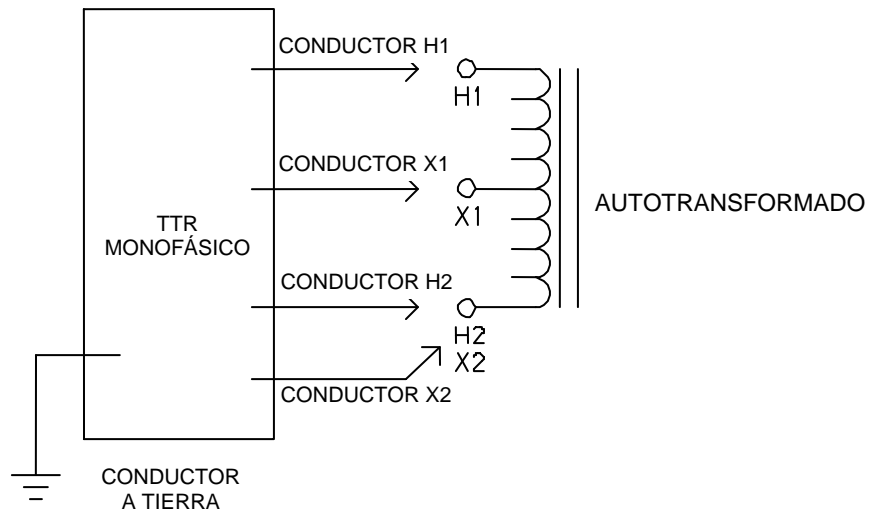 CONDUCTOR H1
H1
CONDUCTOR X1
X1
TTR
MONOFÁSICO
AUTOTRANSFORMADO
CONDUCTOR H2
H2
X2
CONDUCTOR X2
CONDUCTOR
A TIERRA